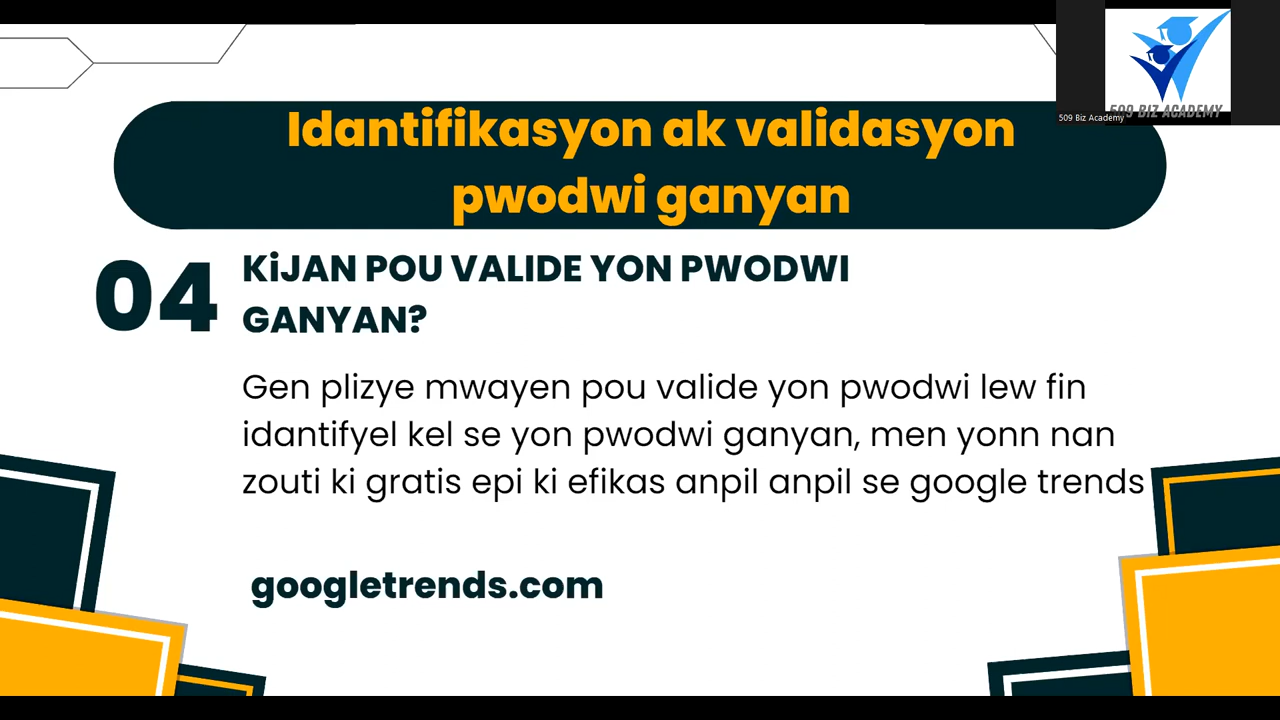 509 BIZ ACADEMY
509 Biz Academy
Idantifikasyon ak validasyon
pwodwi ganyan
04
KiJAN POU VALIDE YON PWODWI
GANYAN?
Gen plizye mwayen pou valide yon pwodwi lew fin
idantifyel kel se yon pwodwi ganyan, men yonn nan
zouti ki gratis epi ki efikas anpil anpil se google trends
googletrends.com